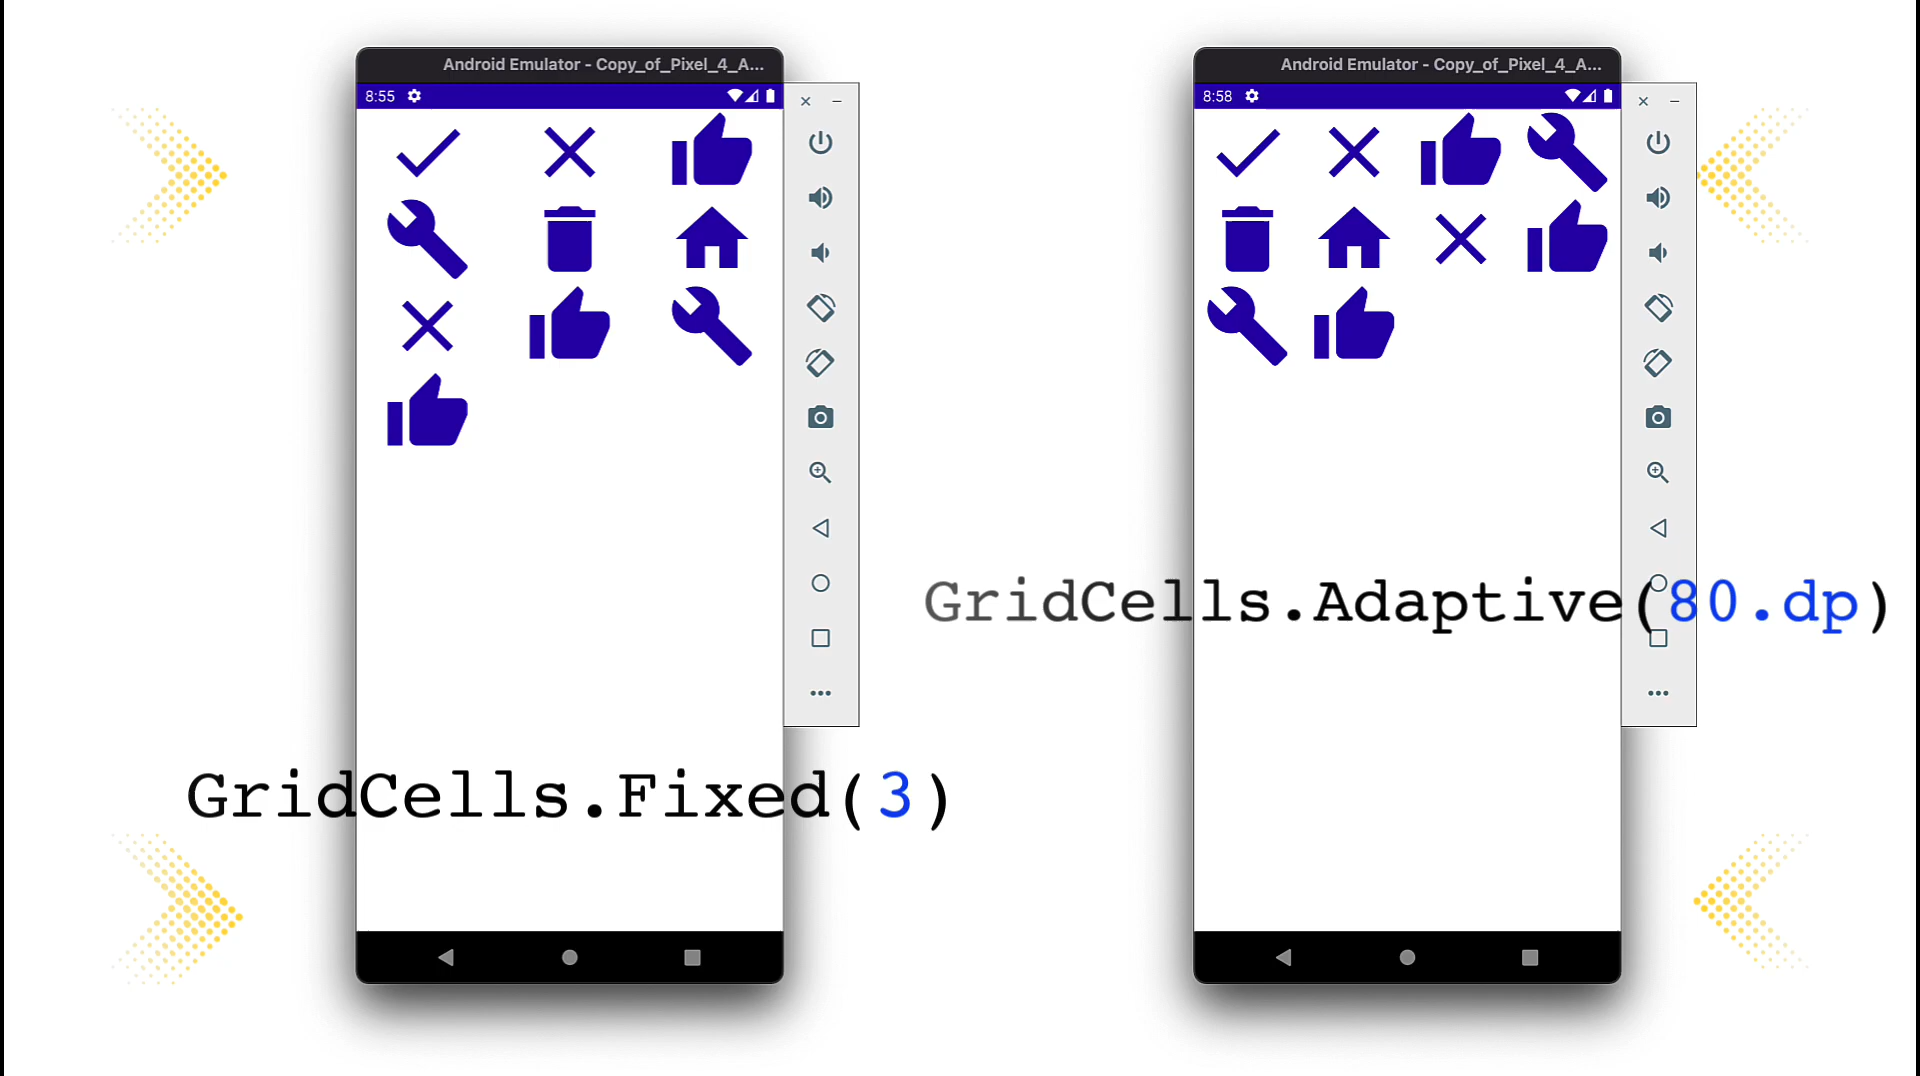 Android Emulator - Copy_of_Pixel_4_A...
8:55
GridCells.Fixed(3)
Android Emulator - Copy_of_Pixel_4_A...
8:58
GridCells.Adaptive(80.dp)